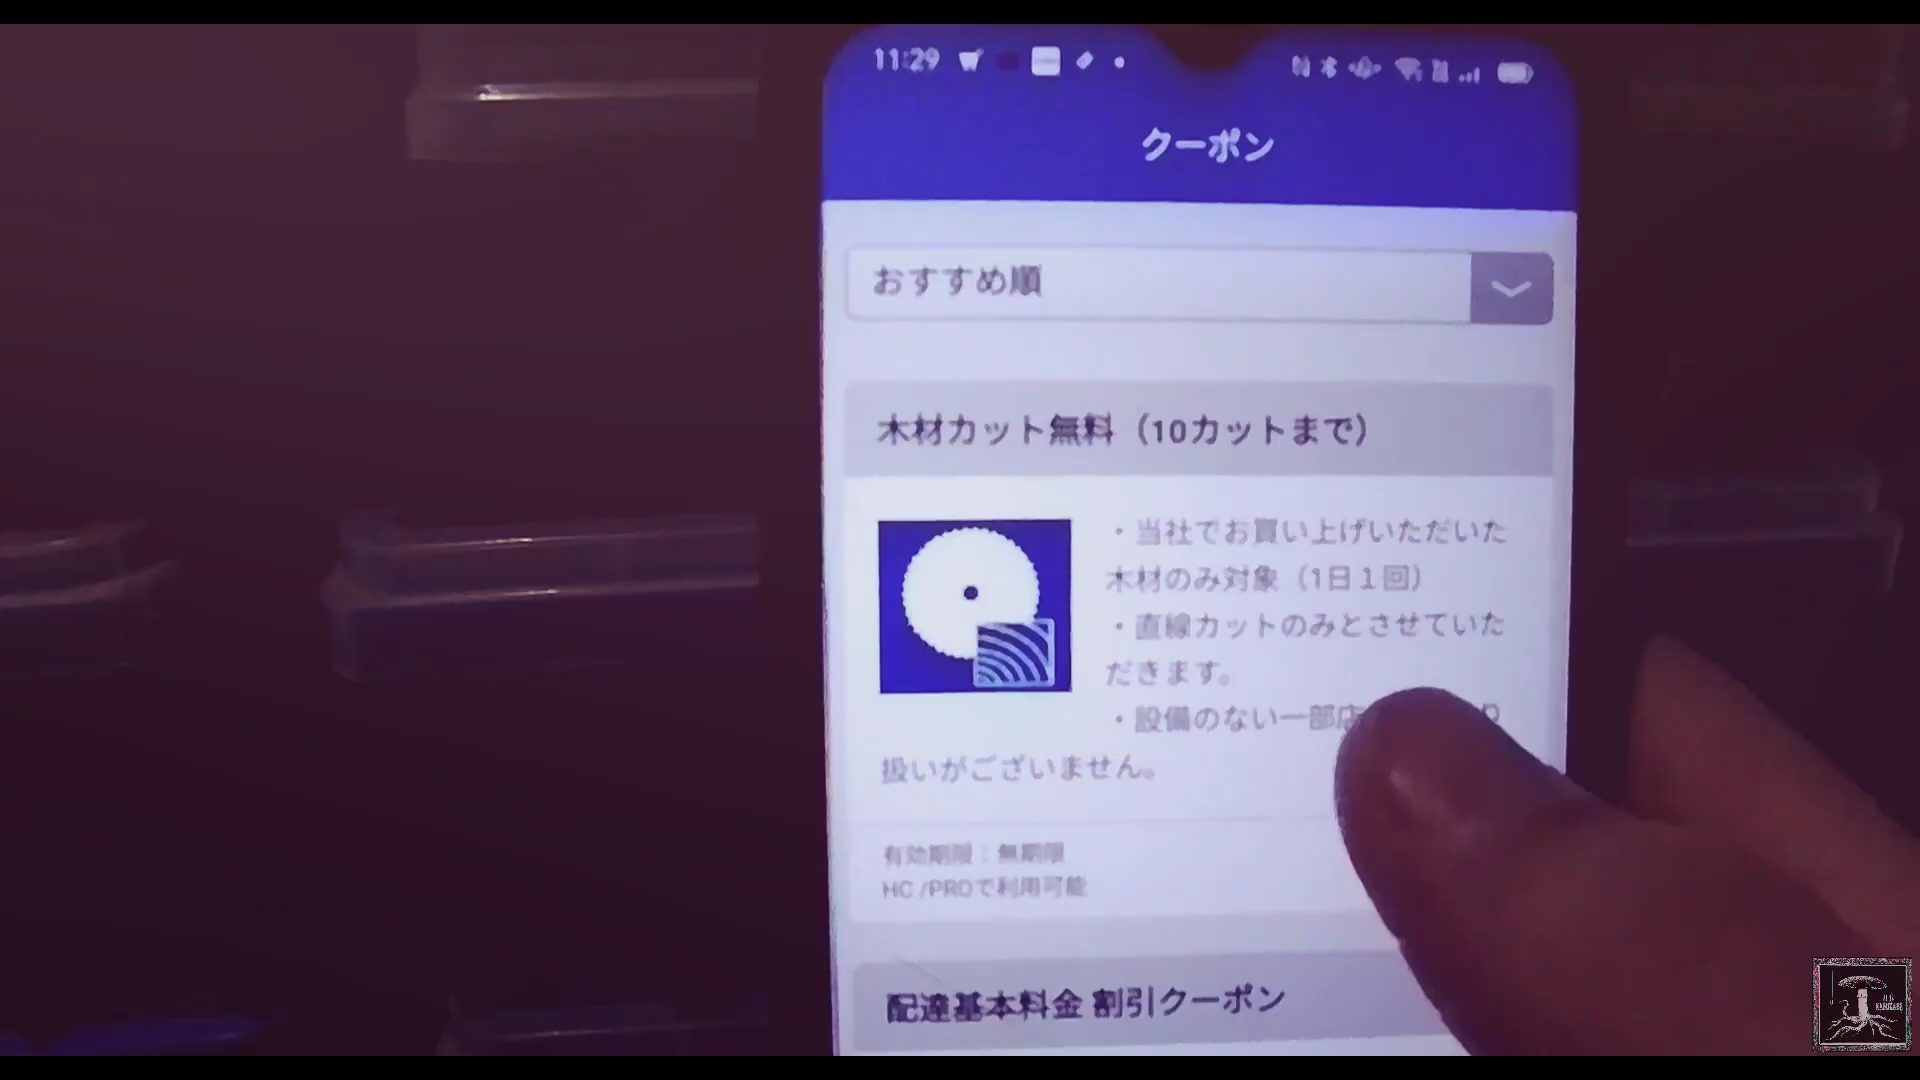 11:29
クーポン
おすすめ順
木材カット無料（10カットまで）
・当社でお買い上げいただいた
木材のみ対象（1日１回）
・直線カットのみとさせていた
だきます。
・設備のない一部店
扱いがございません。
有効期限：無期限
HC /PROで利用可能
配達基本料金 割引クーポン